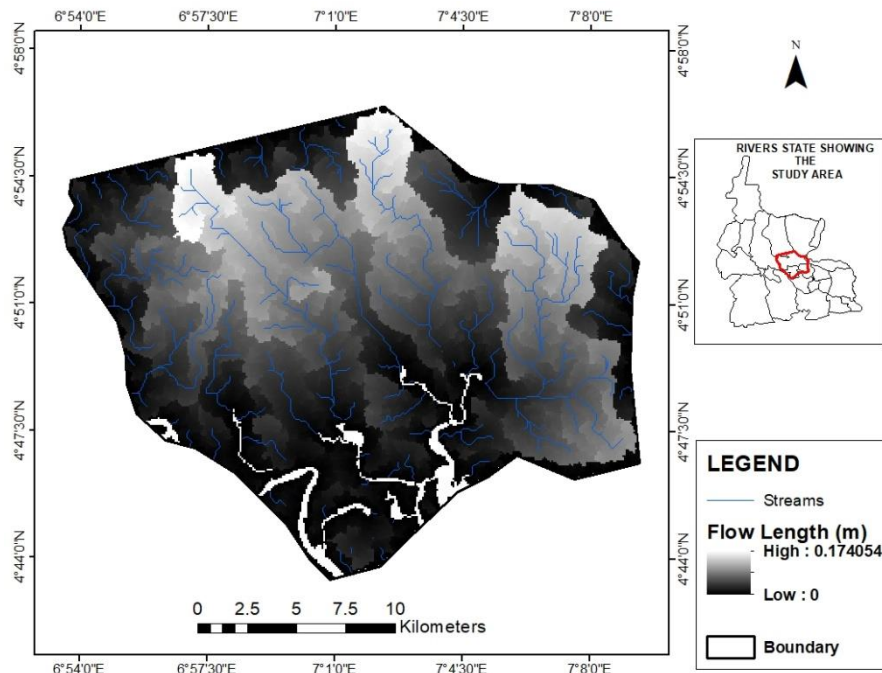 6°54'0"E 6°57'30"E 7°1'0"E 7°4'30"E 7°8'0"E
4°58'0"N
4°54'30"N
4°51'0"N
4°47'30"N
4°44'0"N
4°58'0"N
4°54'30"N
4°51'0"N
4°47'30"N
4°44'0"N
0 2.5 5 7.5 10
Kilometers
6°54'0"E 6°57'30"E 7°1'0"E 7°4'30"E 7°8'0"E
N
RIVERS STATE SHOWING
THE
STUDY AREA
LEGEND
Streams
Flow Length (m)
High : 0.174054
Low : 0
Boundary